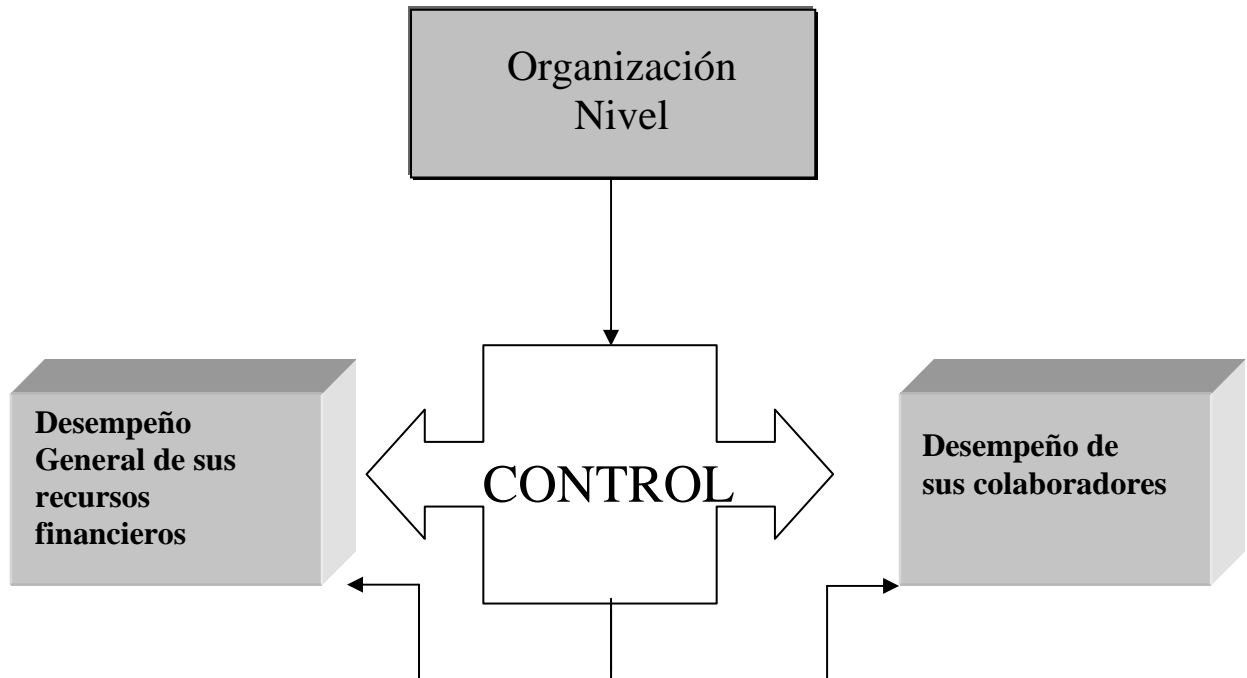 Organización
Nivel
Desempeño
General de sus
recursos
financieros
CONTROL
Desempeño de
sus colaboradores